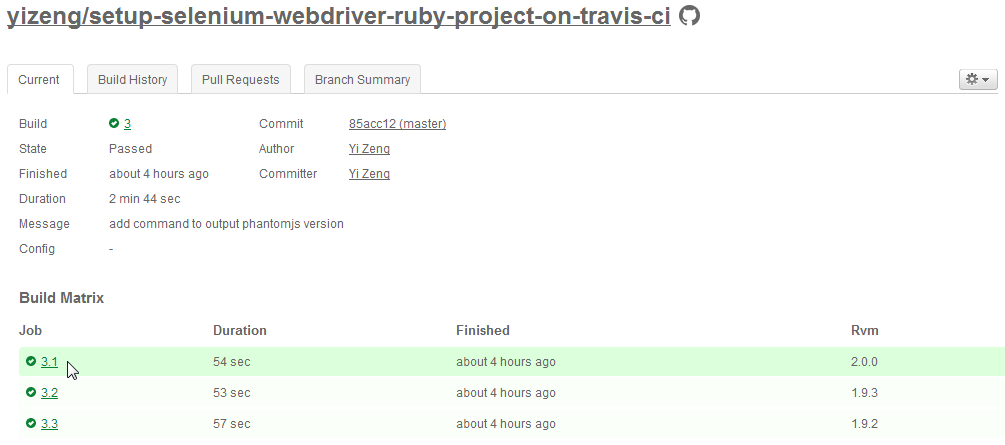 yizeng/setup-selenium-webdriver-ruby-project-on-travis-ci
Current Build History Pull Requests Branch Summary
Build 3 Commit 85acc12 (master)
State Passed Author Yi Zeng
Finished about 4 hours ago Committer Yi Zeng
Duration 2 min 44 sec
Message add command to output phantomjs version
Config -
Build Matrix
Job Duration Finished Rvm
3.1 54 sec about 4 hours ago 2.0.0
3.2 53 sec about 4 hours ago 1.9.3
3.3 57 sec about 4 hours ago 1.9.2